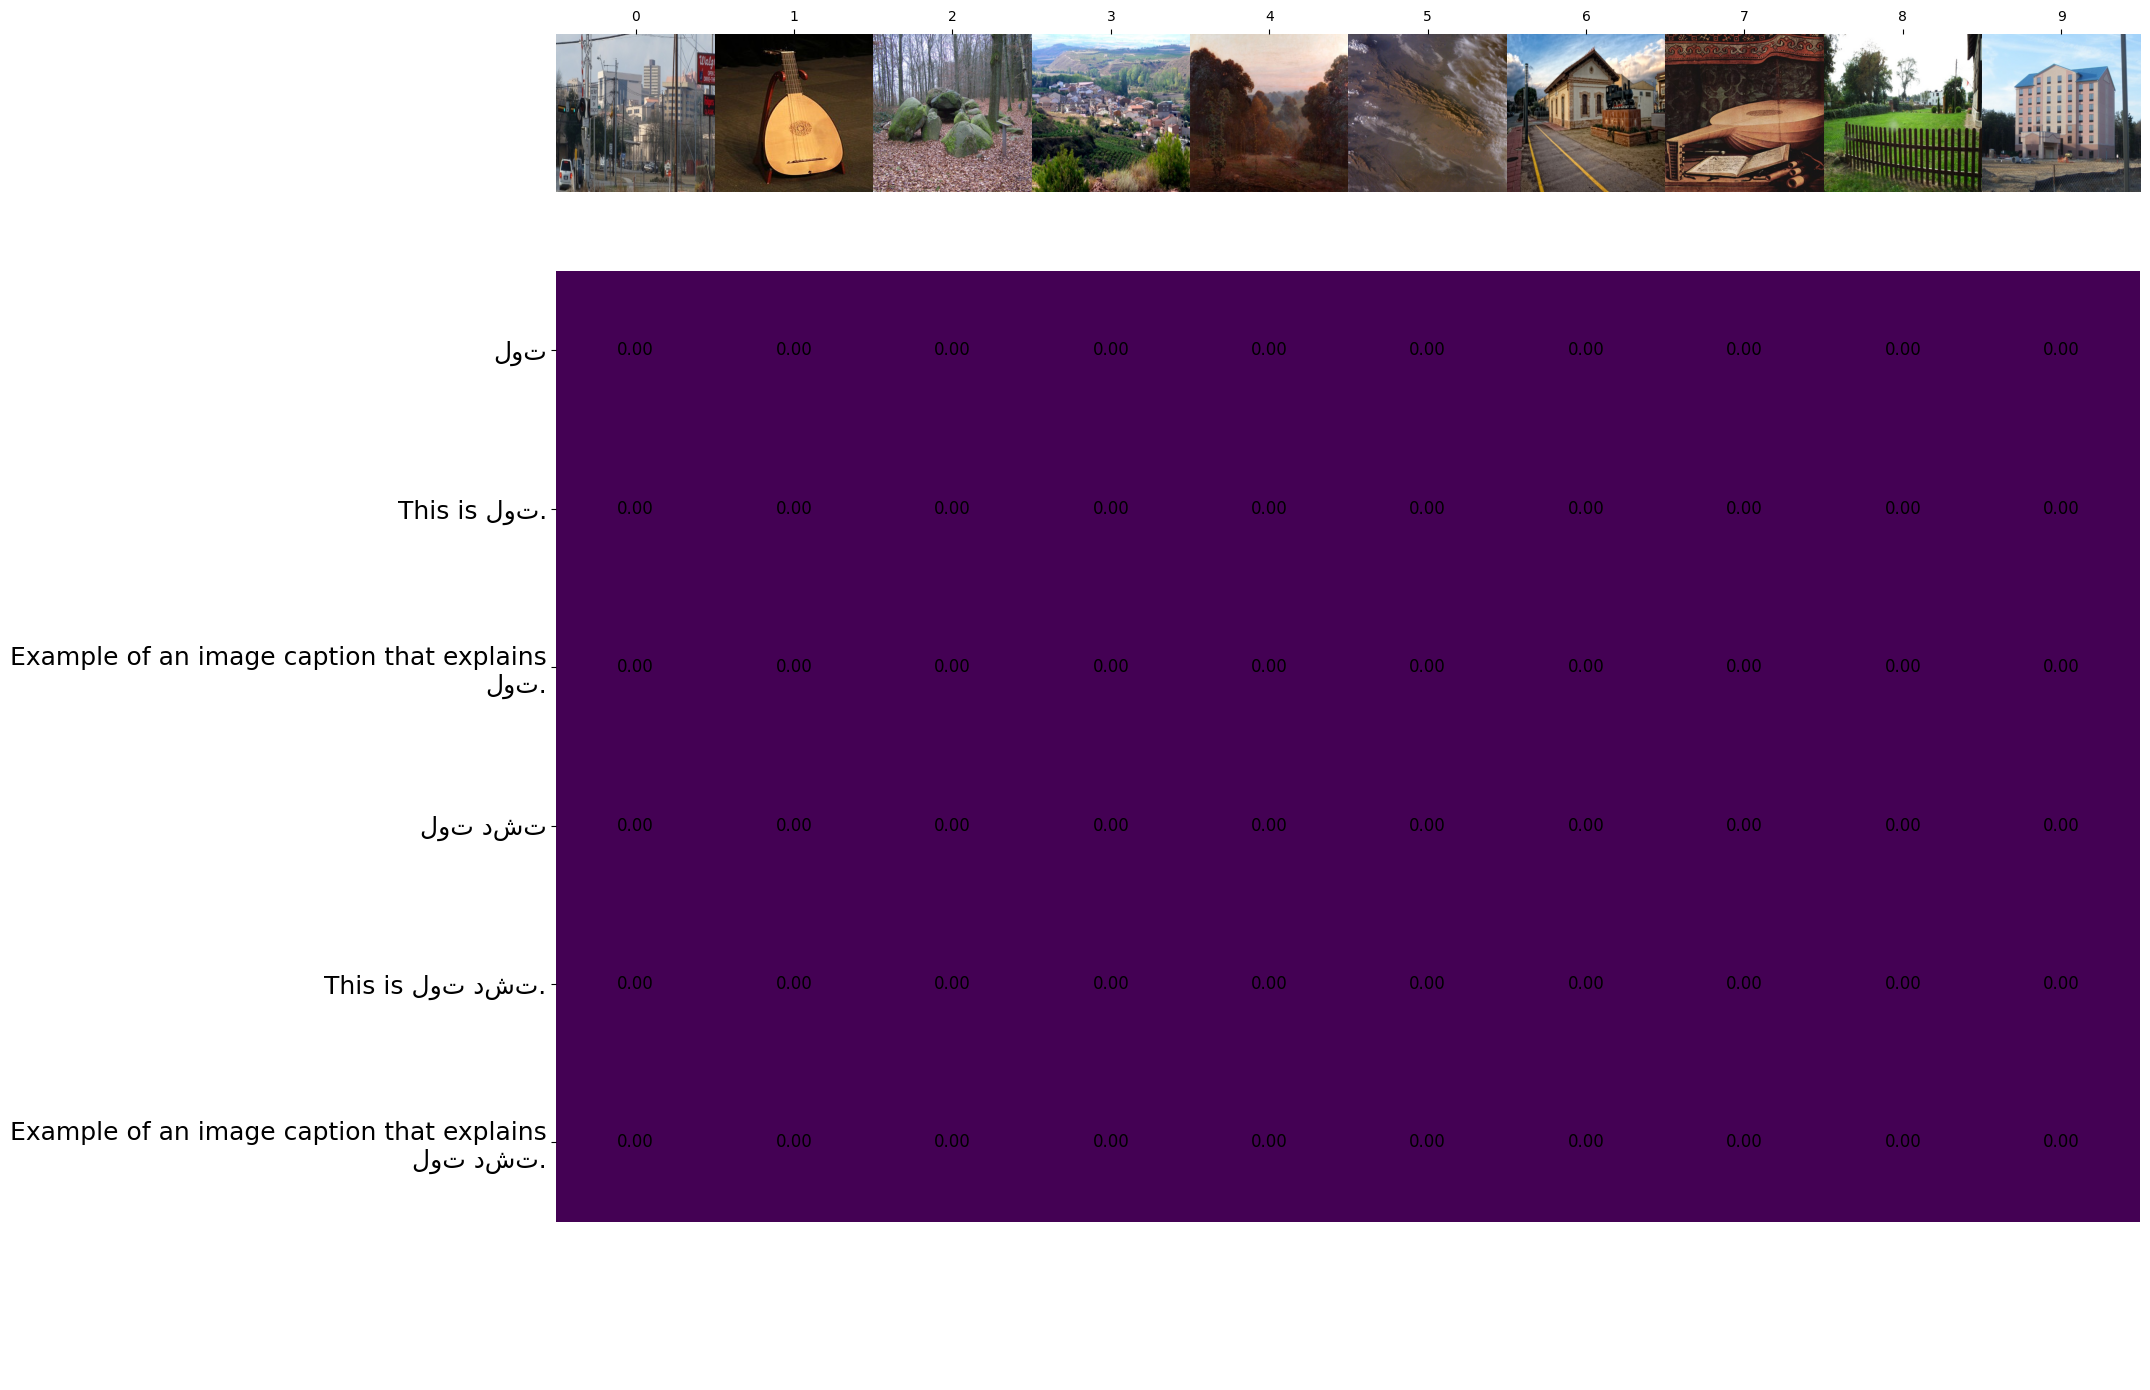 0 1 2 3 4 5 6 7 8 9
Walgr
لوت 0.00 0.00 0.00 0.00 0.00 0.00 0.00 0.00 0.00 0.00
This is لوت. 0.00 0.00 0.00 0.00 0.00 0.00 0.00 0.00 0.00 0.00
Example of an image caption that explains
لوت. 0.00 0.00 0.00 0.00 0.00 0.00 0.00 0.00 0.00 0.00
لوت دشت 0.00 0.00 0.00 0.00 0.00 0.00 0.00 0.00 0.00 0.00
This is لوت دشت. 0.00 0.00 0.00 0.00 0.00 0.00 0.00 0.00 0.00 0.00
Example of an image caption that explains
لوت دشت. 0.00 0.00 0.00 0.00 0.00 0.00 0.00 0.00 0.00 0.00